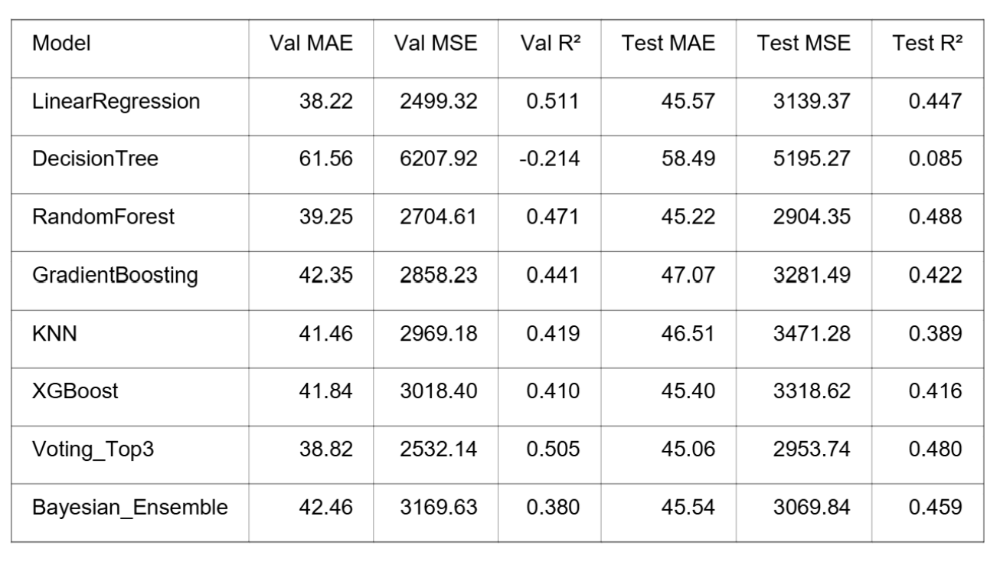 Model Val MAE Val MSE Val R² Test MAE Test MSE Test R²
LinearRegression 38.22 2499.32 0.511 45.57 3139.37 0.447
DecisionTree 61.56 6207.92 -0.214 58.49 5195.27 0.085
RandomForest 39.25 2704.61 0.471 45.22 2904.35 0.488
GradientBoosting 42.35 2858.23 0.441 47.07 3281.49 0.422
KNN 41.46 2969.18 0.419 46.51 3471.28 0.389
XGBoost 41.84 3018.40 0.410 45.40 3318.62 0.416
Voting_Top3 38.82 2532.14 0.505 45.06 2953.74 0.480
Bayesian_Ensemble 42.46 3169.63 0.380 45.54 3069.84 0.459